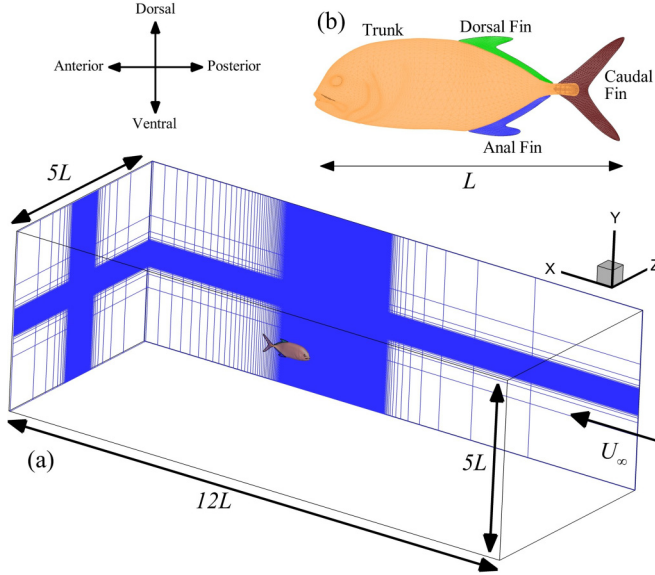 Dorsal
Anterior
Posterior
Ventral
(b)
Trunk
Dorsal Fin
Caudal
Fin
Anal Fin
L
5L
Y
X
Z
(a)
12L
5L
U∞